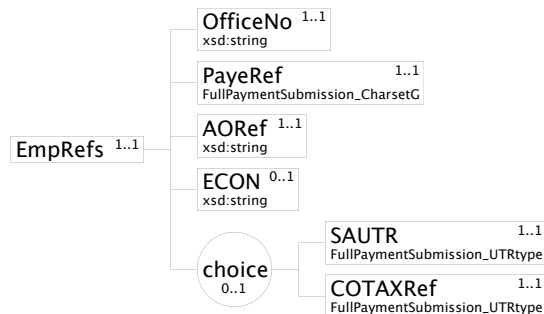 OfficeNo 1..1
xsd:string
PayeRef 1..1
FullPaymentSubmission_CharsetG
AORef 1..1
xsd:string
EmpRefs 1..1
ECON 0..1
xsd:string
choice
0..1
SAUTR 1..1
FullPaymentSubmission_UTRtype
COTAXRef 1..1
FullPaymentSubmission_UTRtype